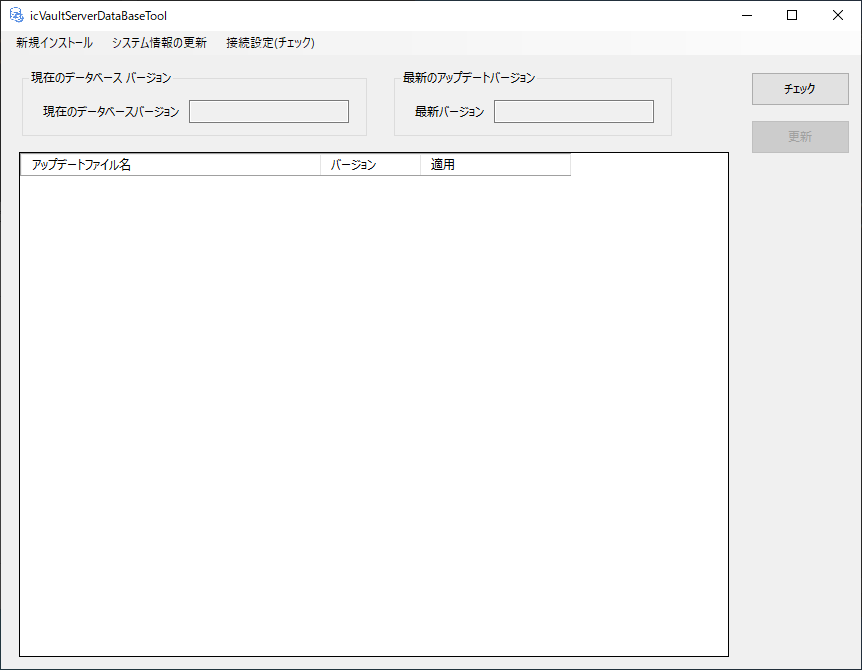 icVaultServerDataBaseTool
新規インストール システム情報の更新 接続設定(チェック)
現在のデータベース バージョン
最新のアップデートバージョン
現在のデータベースバージョン
最新バージョン
チェック
更新
アップデートファイル名 バージョン 適用